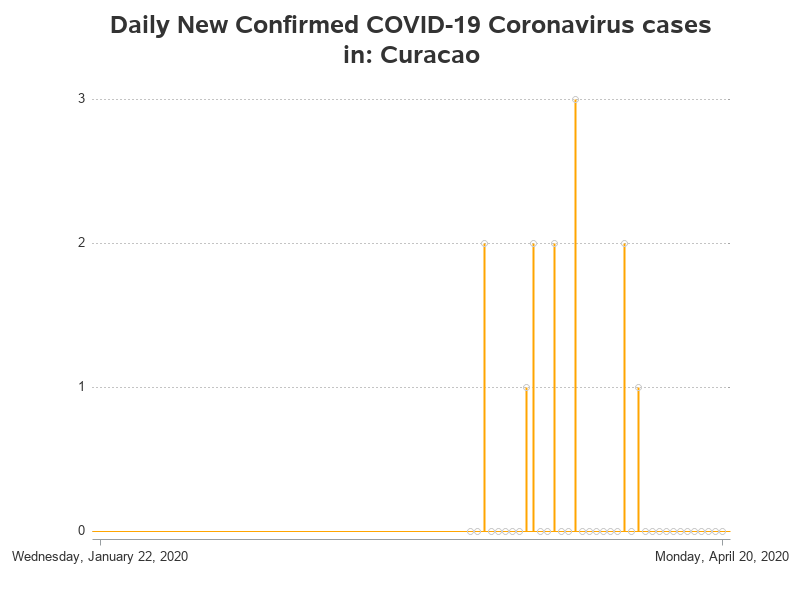 Daily New Confirmed COVID-19 Coronavirus cases
in: Curacao
3
2
1
0
Wednesday, January 22, 2020
Monday, April 20, 2020